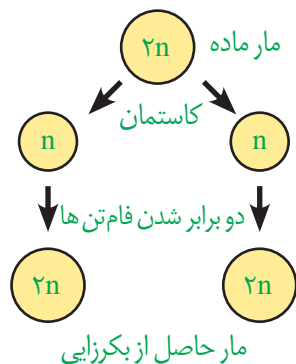 ۲n مار ماده
کاستمان
n n
دو برابر شدن فام‌تن ها
۲n ۲n
مار حاصل از بکرزایی